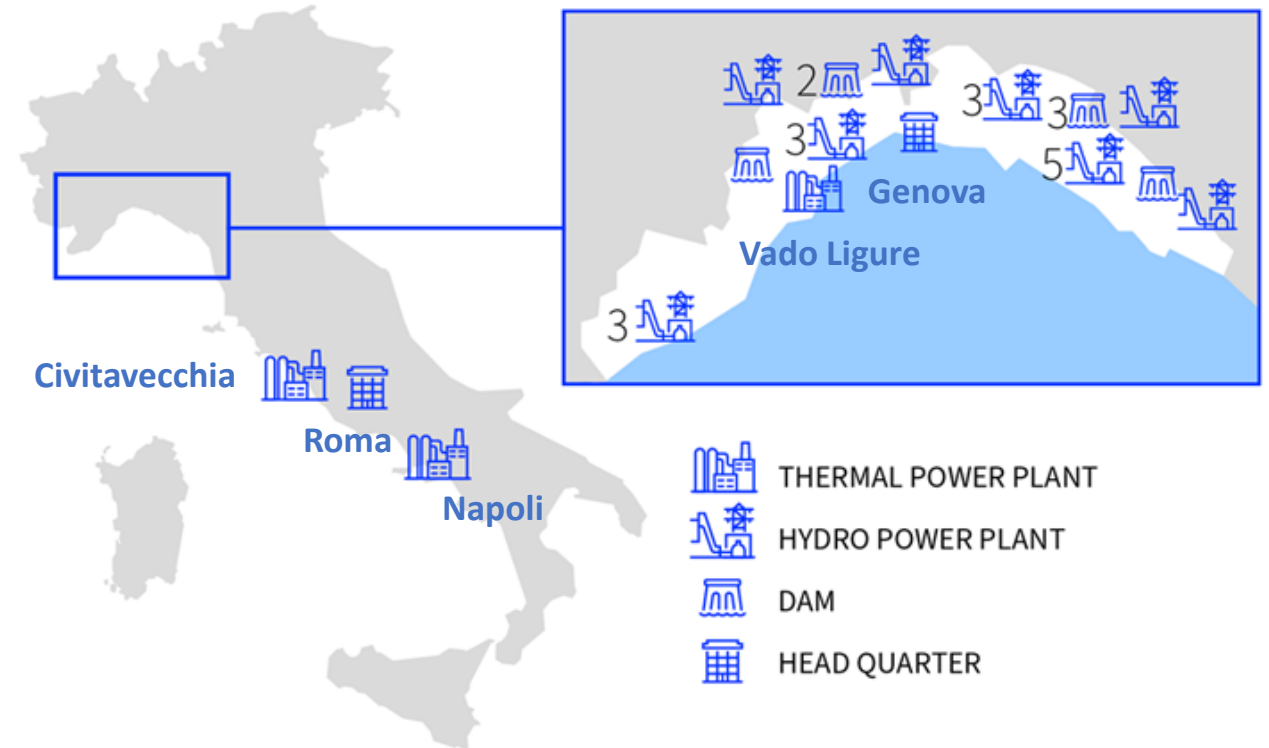 2
3
3
3
5
Genova
Vado Ligure
3
Civitavecchia
Roma
Napoli
THERMAL POWER PLANT
HYDRO POWER PLANT
DAM
HEAD QUARTER